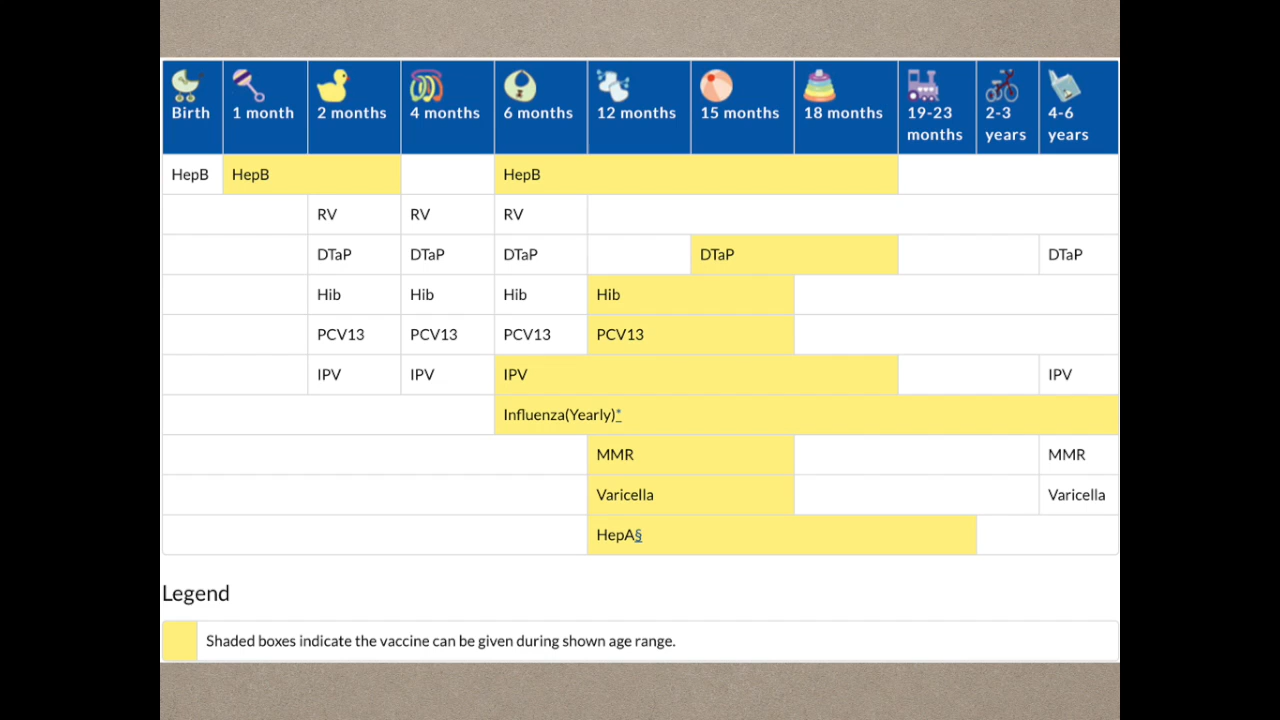 Birth 1 month 2 months 4 months 6 months 12 months 15 months 18 months 19-23 months 2-3 years 4-6 years
HepB HepB HepB
RV RV RV
DTaP DTaP DTaP DTaP DTaP
Hib Hib Hib Hib
PCV13 PCV13 PCV13 PCV13
IPV IPV IPV IPV
Influenza(Yearly)*
MMR MMR
Varicella Varicella
HepA§
Legend
Shaded boxes indicate the vaccine can be given during shown age range.